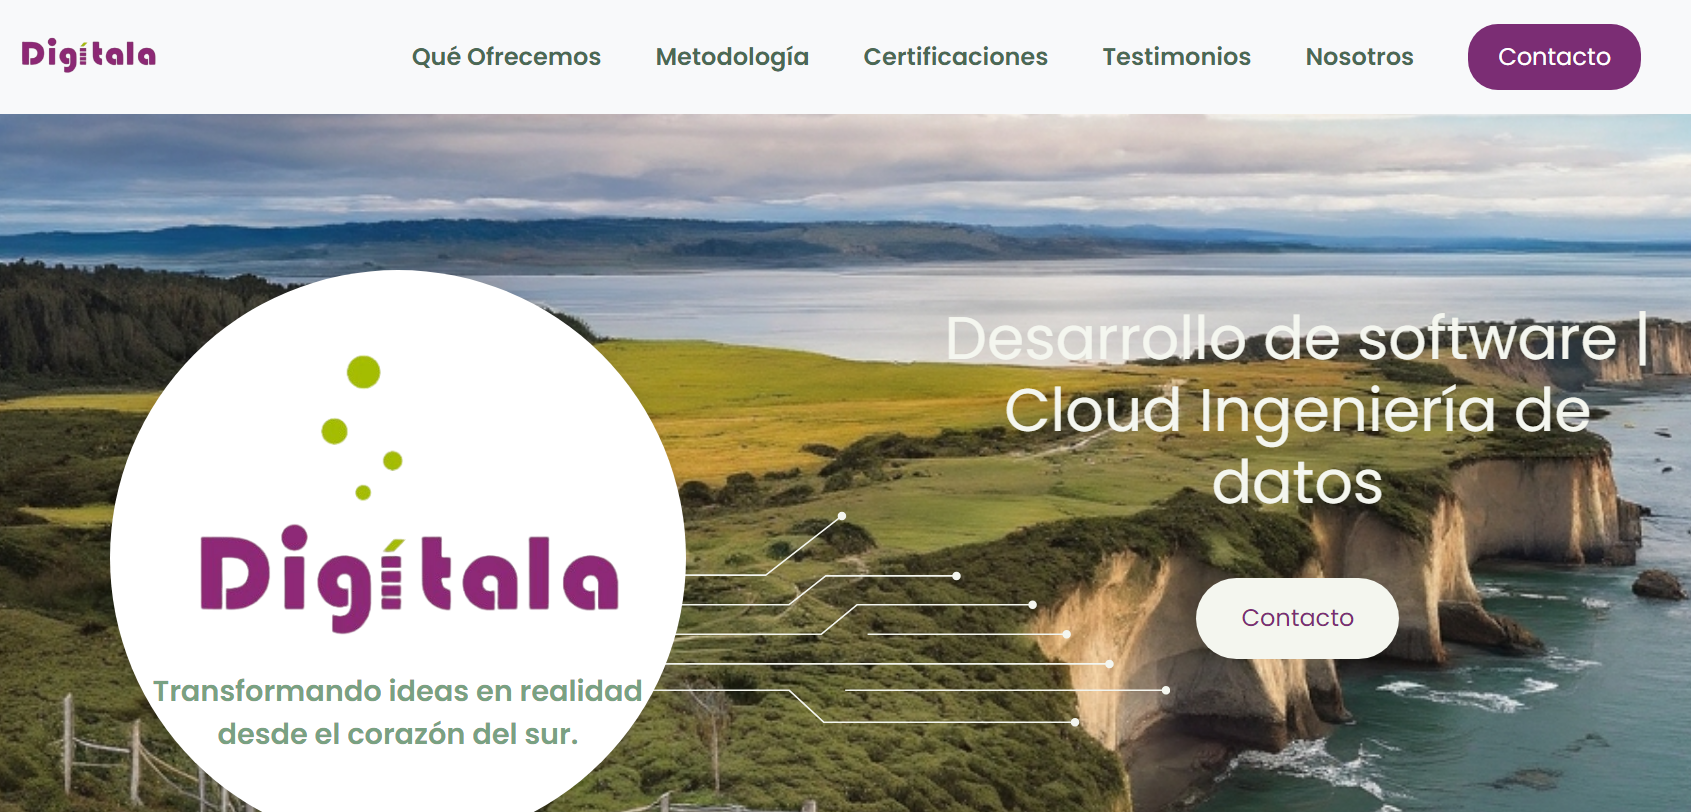 Digítala
Qué Ofrecemos
Metodología
Certificaciones
Testimonios
Nosotros
Contacto
Desarrollo de software |
Cloud Ingeniería de
datos
Contacto
Digítala
Transformando ideas en realidad
desde el corazón del sur.